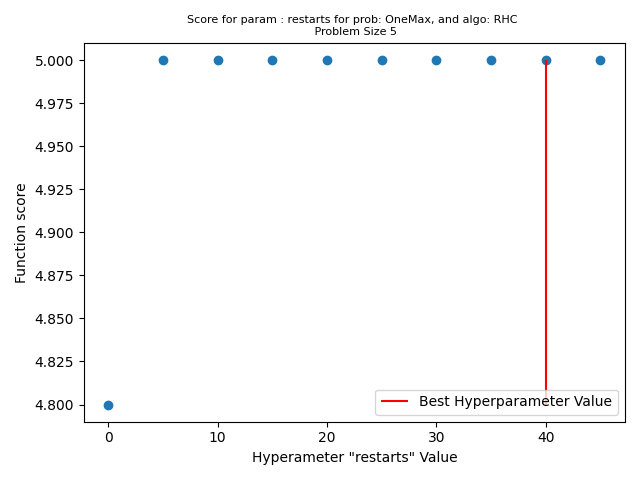 Score for param : restarts for prob: OneMax, and algo: RHC
Problem Size 5
5.000
4.975
4.950
4.925
4.900
4.875
4.850
4.825
4.800
Function score
Best Hyperparameter Value
0 10 20 30 40
Hyperameter "restarts" Value